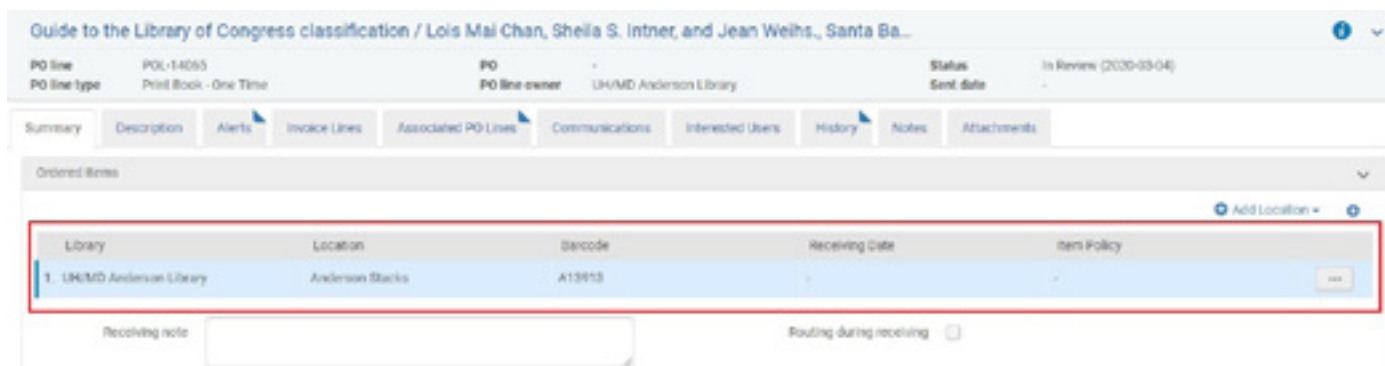 Guide to the Library of Congress classification / Lois Mai Chan, Sheila S. Intner, and Jean Weihs., Santa Ba...
PO line POL-14065 PO - Status In Review (2020-03-04)
PO line type Print Book - One Time PO line owner UH/MD Anderson Library Sent date -
Summary Description Alerts Invoice Lines Associated PO Lines Communications Interested Users History Notes Attachments
Ordered Items
Add Location
Library Location Barcode Receiving Date Item Policy
1. UH/MD Anderson Library Anderson Stacks A13913 - - ...
Receiving note Routing during receiving